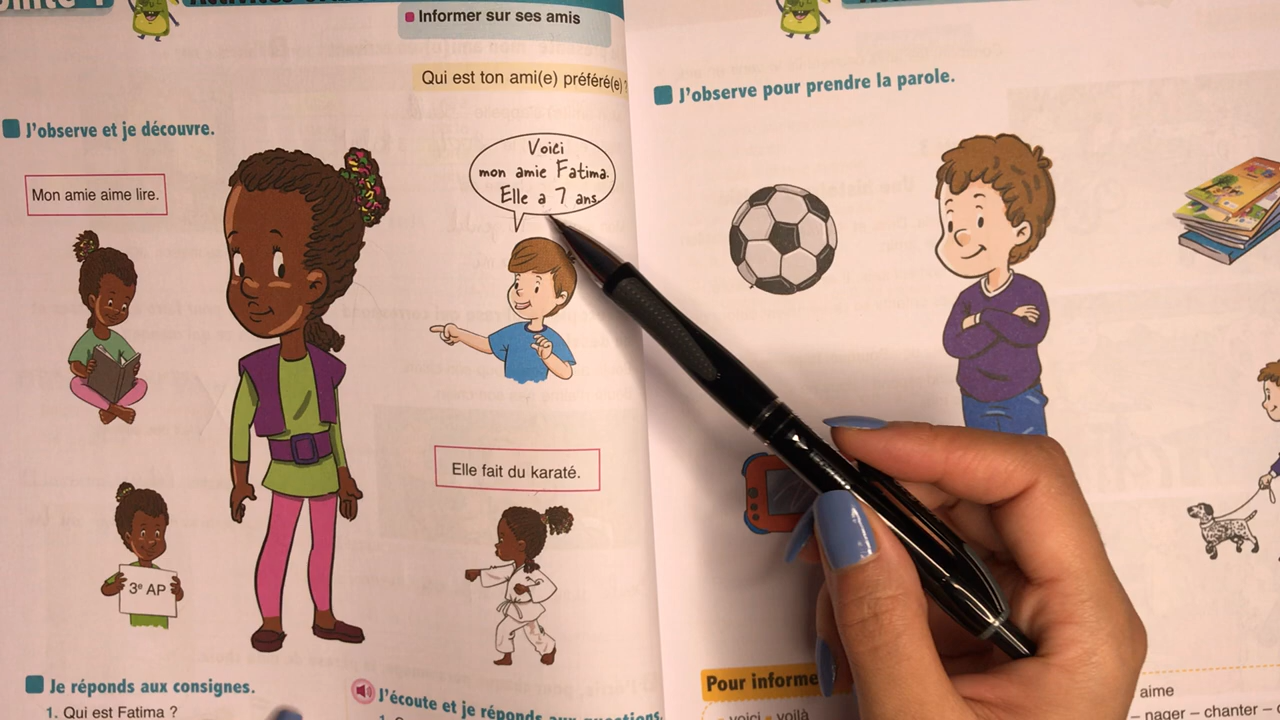 Informer sur ses amis
Qui est ton ami(e) préféré(e) ?
J'observe et je découvre.
Mon amie aime lire.
Voici
mon amie Fatima.
Elle a 7 ans
Elle fait du karaté.
3e AP
Je réponds aux consignes.
1. Qui est Fatima ?
J'écoute et je réponds aux questions.
J'observe pour prendre la parole.
Pour informe
voici - voilà
aime
– nager – chanter –